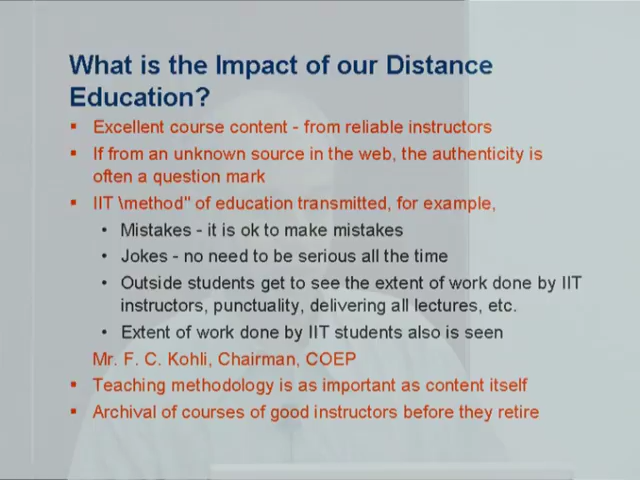 What is the Impact of our Distance
Education?
▪ Excellent course content - from reliable instructors
▪ If from an unknown source in the web, the authenticity is
often a question mark
▪ IIT \method" of education transmitted, for example,
• Mistakes - it is ok to make mistakes
• Jokes - no need to be serious all the time
• Outside students get to see the extent of work done by IIT
instructors, punctuality, delivering all lectures, etc.
• Extent of work done by IIT students also is seen
Mr. F. C. Kohli, Chairman, COEP
▪ Teaching methodology is as important as content itself
▪ Archival of courses of good instructors before they retire